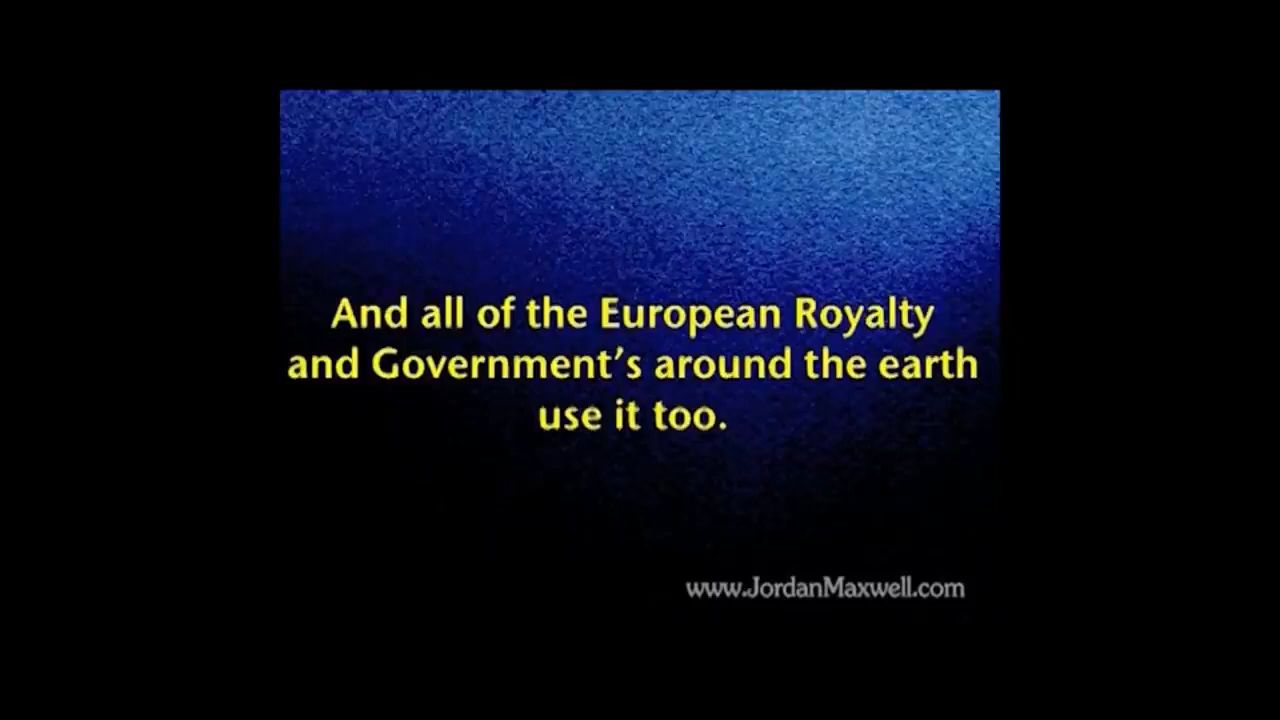 And all of the European Royalty
and Government's around the earth
use it too.
www.JordanMaxwell.com